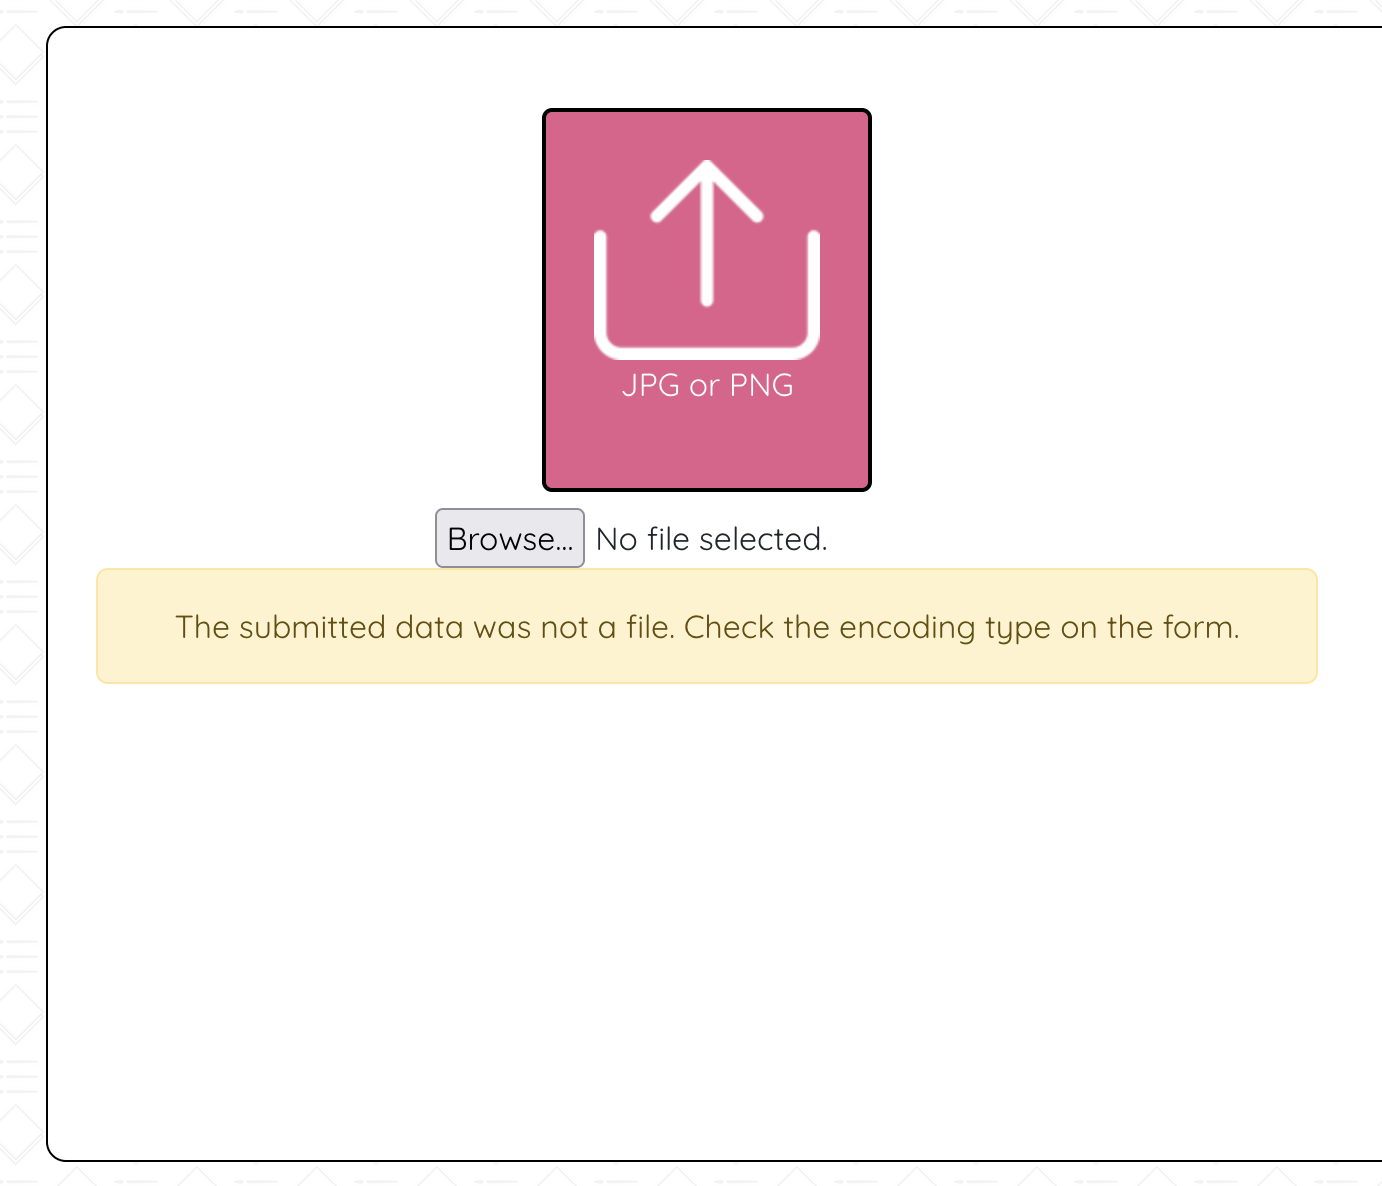 JPG or PNG
Browse... No file selected.
The submitted data was not a file. Check the encoding type on the form.